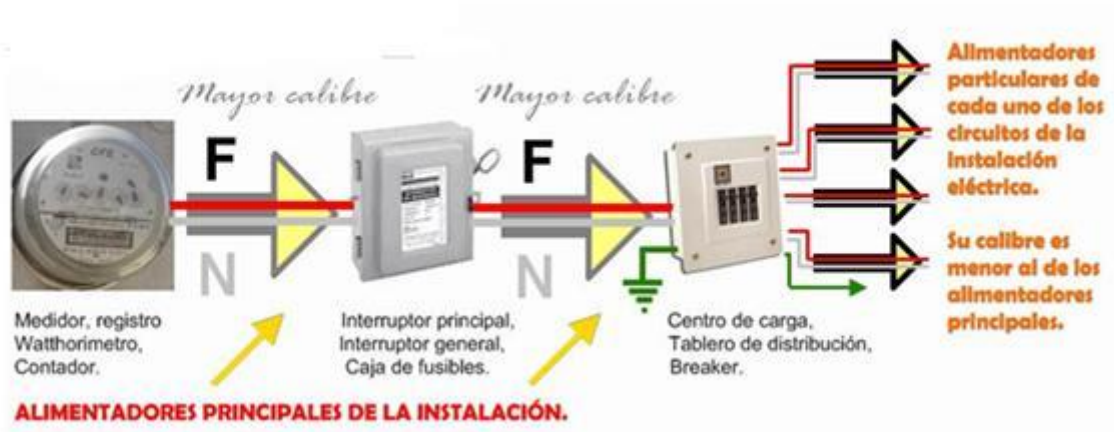 Mayor calibre
Mayor calibre
F
F
N
N
CFE
Alimentadores
particulares de
cada uno de los
circuitos de la
instalación
eléctrica.
Su calibre es
menor al de los
alimentadores
principales.
Medidor, registro
Watthorimetro,
Contador.
Interruptor principal,
Interruptor general,
Caja de fusibles.
Centro de carga,
Tablero de distribución,
Breaker.
ALIMENTADORES PRINCIPALES DE LA INSTALACIÓN.